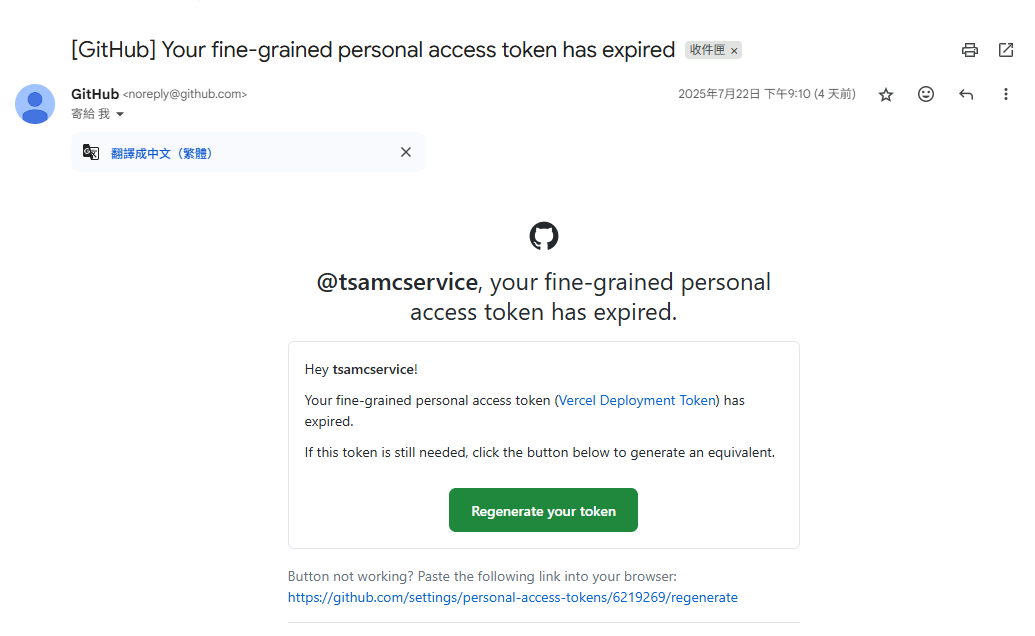 [GitHub] Your fine-grained personal access token has expired 收件匣 ×
GitHub <noreply@github.com>
2025年7月22日 下午9:10 (4 天前)
寄給 我
翻譯成中文（繁體）
@tsamcservice, your fine-grained personal
access token has expired.
Hey tsamcservice!
Your fine-grained personal access token (Vercel Deployment Token) has
expired.
If this token is still needed, click the button below to generate an equivalent.
Regenerate your token
Button not working? Paste the following link into your browser:
https://github.com/settings/personal-access-tokens/6219269/regenerate